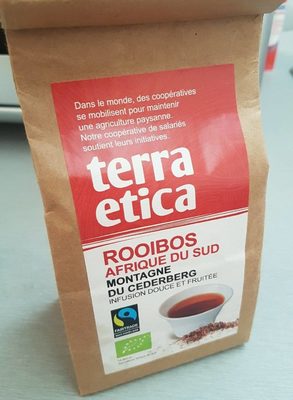 Dans le monde, des coopératives
se mobilisent pour maintenir
une agriculture paysanne.
Notre coopérative de salariés
soutient leurs initiatives.
terra
etica
ROOIBOS
AFRIQUE DU SUD
MONTAGNE
DU CEDERBERG
INFUSION DOUCE ET FRUITÉE
FAIRTRADE